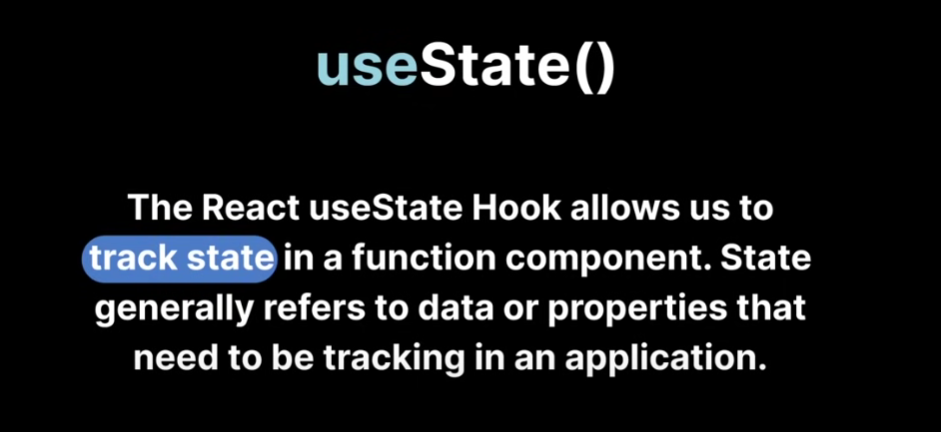 useState()
The React useState Hook allows us to
track state in a function component. State
generally refers to data or properties that
need to be tracking in an application.